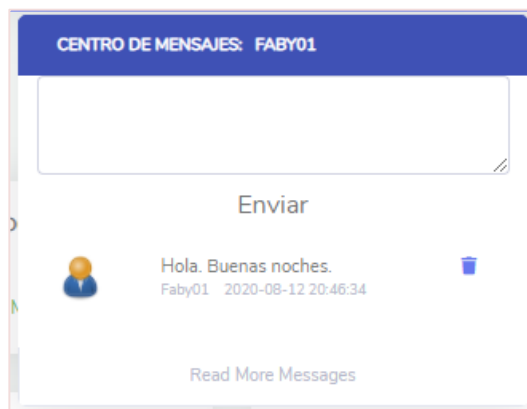 CENTRO DE MENSAJES: FABY01
Enviar
Hola. Buenas noches.
Faby01 2020-08-12 20:46:34
Read More Messages